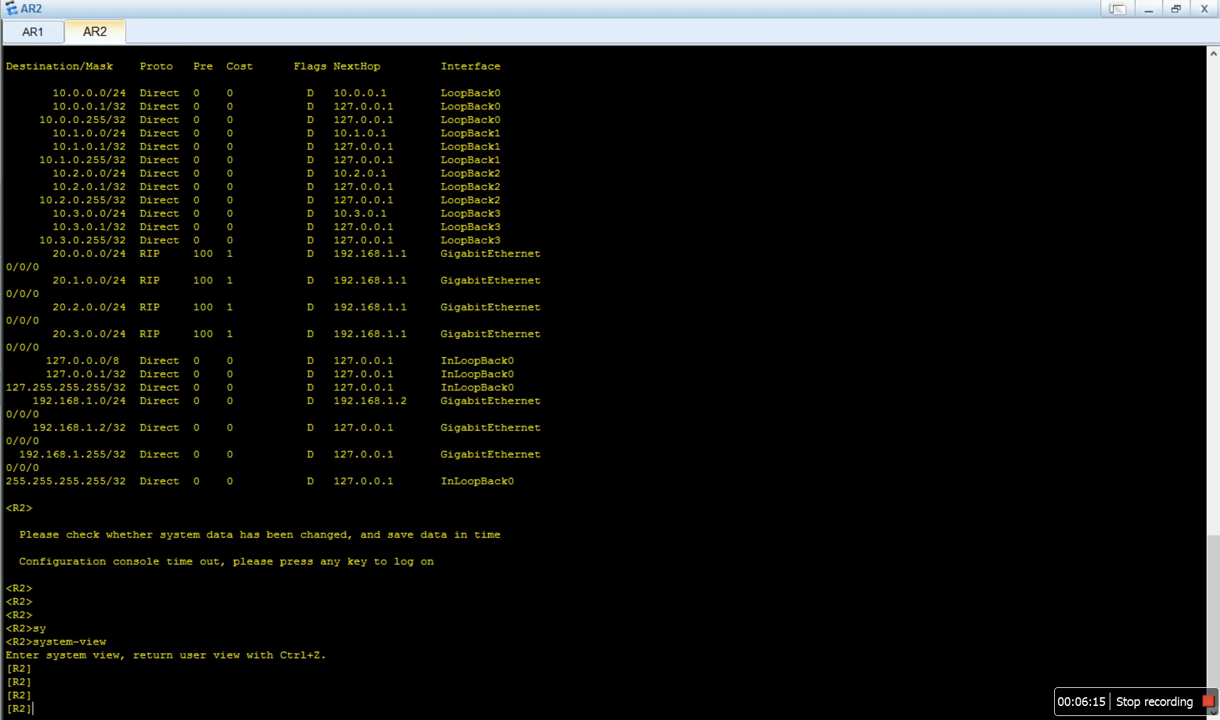 AR2
AR1 AR2
Destination/Mask Proto Pre Cost Flags NextHop Interface
10.0.0.0/24 Direct 0 0 D 10.0.0.1 LoopBack0
10.0.0.1/32 Direct 0 0 D 127.0.0.1 LoopBack0
10.0.0.255/32 Direct 0 0 D 127.0.0.1 LoopBack0
10.1.0.0/24 Direct 0 0 D 10.1.0.1 LoopBack1
10.1.0.1/32 Direct 0 0 D 127.0.0.1 LoopBack1
10.1.0.255/32 Direct 0 0 D 127.0.0.1 LoopBack1
10.2.0.0/24 Direct 0 0 D 10.2.0.1 LoopBack2
10.2.0.1/32 Direct 0 0 D 127.0.0.1 LoopBack2
10.2.0.255/32 Direct 0 0 D 127.0.0.1 LoopBack2
10.3.0.0/24 Direct 0 0 D 10.3.0.1 LoopBack3
10.3.0.1/32 Direct 0 0 D 127.0.0.1 LoopBack3
10.3.0.255/32 Direct 0 0 D 127.0.0.1 LoopBack3
20.0.0.0/24 RIP 100 1 D 192.168.1.1 GigabitEthernet
0/0/0
20.1.0.0/24 RIP 100 1 D 192.168.1.1 GigabitEthernet
0/0/0
20.2.0.0/24 RIP 100 1 D 192.168.1.1 GigabitEthernet
0/0/0
20.3.0.0/24 RIP 100 1 D 192.168.1.1 GigabitEthernet
0/0/0
127.0.0.0/8 Direct 0 0 D 127.0.0.1 InLoopBack0
127.0.0.1/32 Direct 0 0 D 127.0.0.1 InLoopBack0
127.255.255.255/32 Direct 0 0 D 127.0.0.1 InLoopBack0
192.168.1.0/24 Direct 0 0 D 192.168.1.2 GigabitEthernet
0/0/0
192.168.1.2/32 Direct 0 0 D 127.0.0.1 GigabitEthernet
0/0/0
192.168.1.255/32 Direct 0 0 D 127.0.0.1 GigabitEthernet
0/0/0
255.255.255.255/32 Direct 0 0 D 127.0.0.1 InLoopBack0
<R2>
Please check whether system data has been changed, and save data in time
Configuration console time out, please press any key to log on
<R2>
<R2>
<R2>
<R2>sy
<R2>system-view
Enter system view, return user view with Ctrl+Z.
[R2]
[R2]
[R2]
[R2]
00:06:15 Stop recording